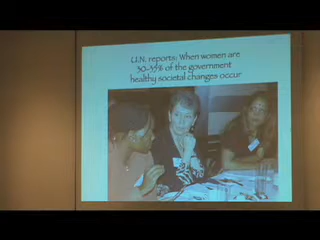 U.N. reports: When women are
30-35% of the government
healthy societal changes occur